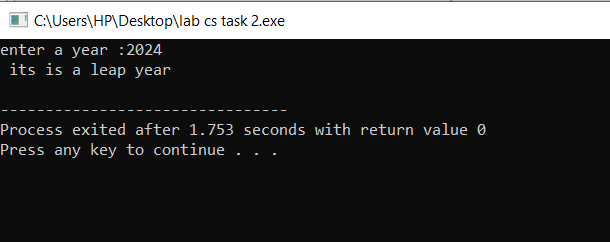 C:\Users\HP\Desktop\lab cs task 2.exe
enter a year :2024
 its is a leap year
--------------------------------
Process exited after 1.753 seconds with return value 0
Press any key to continue . . .